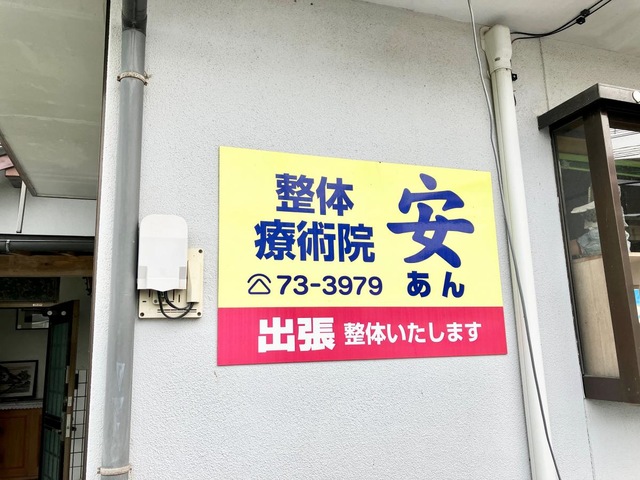 整体
療術院
安
あん
☎73-3979
出張 整体いたします